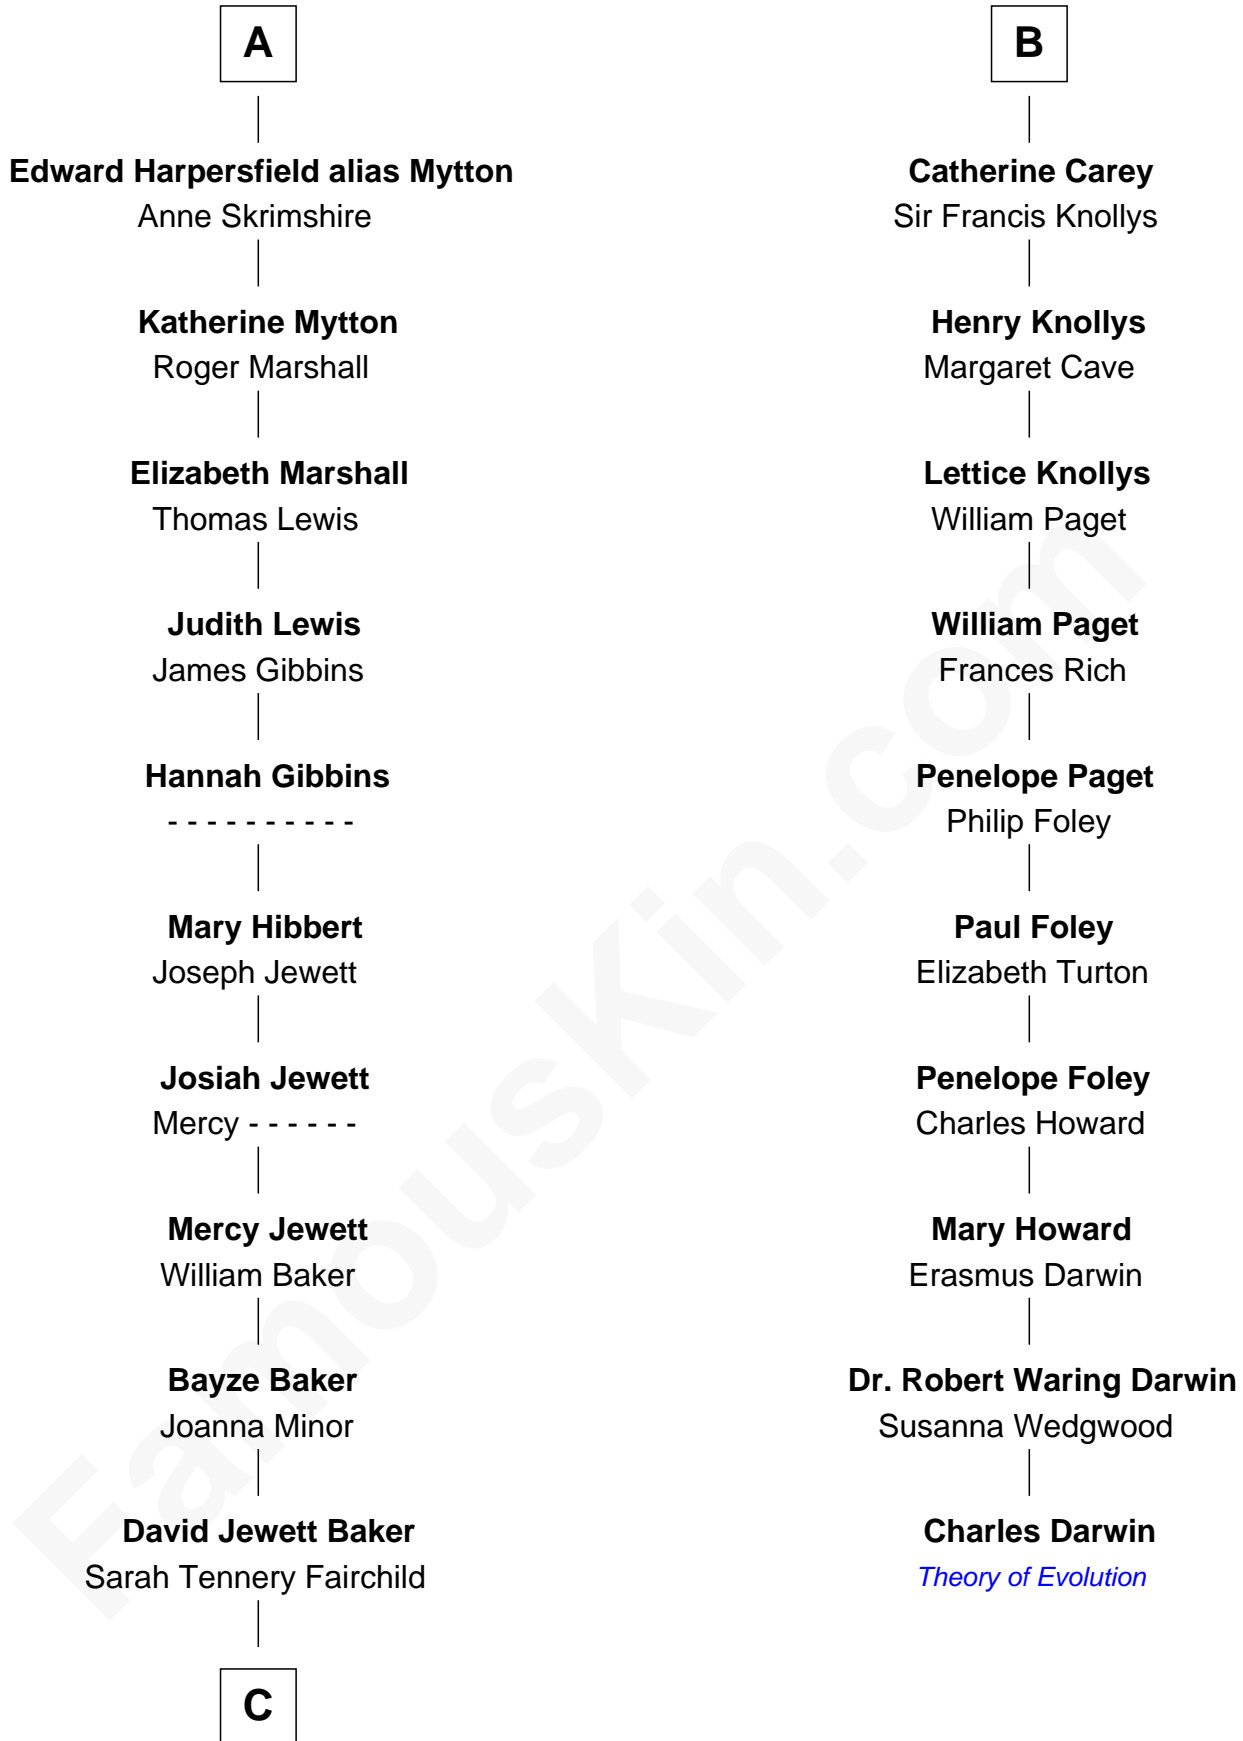 A
Edward Harpersfield alias Mytton
Anne Skrimshire
Katherine Mytton
Roger Marshall
Elizabeth Marshall
Thomas Lewis
Judith Lewis
James Gibbins
Hannah Gibbins
- - - - - - - - - -
Mary Hibbert
Joseph Jewett
Josiah Jewett
Mercy - - - - - -
Mercy Jewett
William Baker
Bayze Baker
Joanna Minor
David Jewett Baker
Sarah Tennery Fairchild
C
B
Catherine Carey
Sir Francis Knollys
Henry Knollys
Margaret Cave
Lettice Knollys
William Paget
William Paget
Frances Rich
Penelope Paget
Philip Foley
Paul Foley
Elizabeth Turton
Penelope Foley
Charles Howard
Mary Howard
Erasmus Darwin
Dr. Robert Waring Darwin
Susanna Wedgwood
Charles Darwin
Theory of Evolution
FamousKin.com